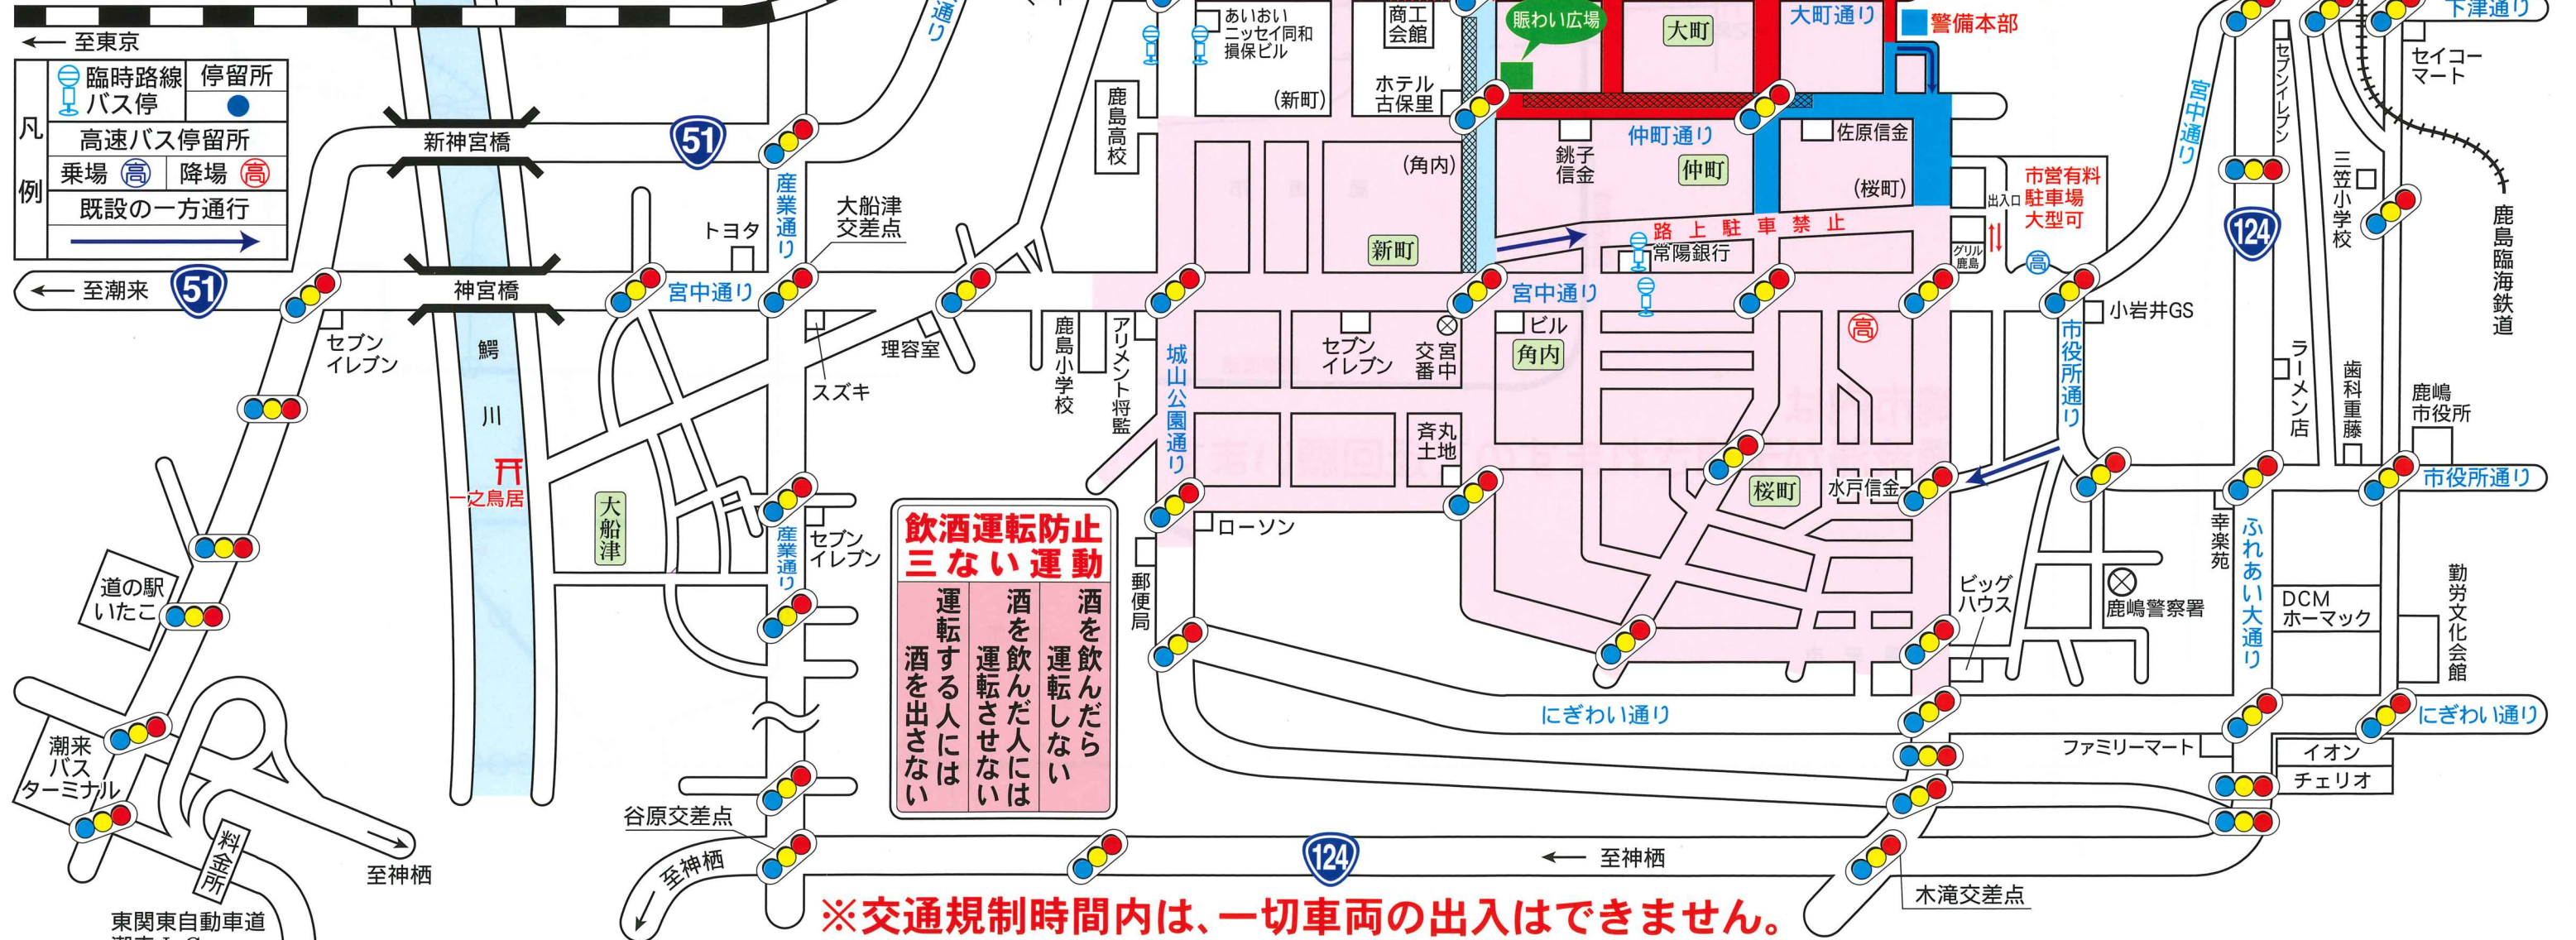 ←至東京
凡例
臨時路線
バス停
停留所
高速バス停留所
乗場 高
降場 高
既設の一方通行
新神宮橋
51
産業通り
通り
あいおい
ニッセイ同和
損保ビル
商工
会館
賑わい広場
大町
大町通り
警備本部
下津通り
セイコー
マート
セブンイレブン
宮中通り
鹿島高校
(新町)
ホテル
古保里
(角内)
銚子
信金
仲町通り
仲町
佐原信金
(桜町)
出入口
市営有料
駐車場
大型可
グリル
鹿島
高
三笠小学校
124
鹿島臨海鉄道
トヨタ
大船津
交差点
新町
路上駐車禁止
常陽銀行
←至潮来
51
神宮橋
宮中通り
宮中通り
小岩井GS
セブン
イレブン
鰐川
スズキ
理容室
鹿島小学校
アリメント将監
城山公園通り
セブン
イレブン
宮中
交番
ビル
角内
高
市役所通り
ラーメン店
歯科重藤
鹿嶋
市役所
一之鳥居
大船津
斉丸
土地
桜町
水戸信金
市役所通り
ローソン
セブン
イレブン
産業通り
飲酒運転防止
三ない運動
酒を飲んだら
運転しない
酒を飲んだ人には
運転させない
運転する人には
酒を出さない
郵便局
道の駅
いたこ
ビッグ
ハウス
鹿嶋警察署
幸楽苑
ふれあい大通り
DCM
ホーマック
勤労文化会館
にぎわい通り
にぎわい通り
ファミリーマート
イオン
チェリオ
潮来
バス
ターミナル
料金所
至神栖
谷原交差点
至神栖
124
←至神栖
木滝交差点
東関東自動車道
※交通規制時間内は、一切車両の出入はできません。